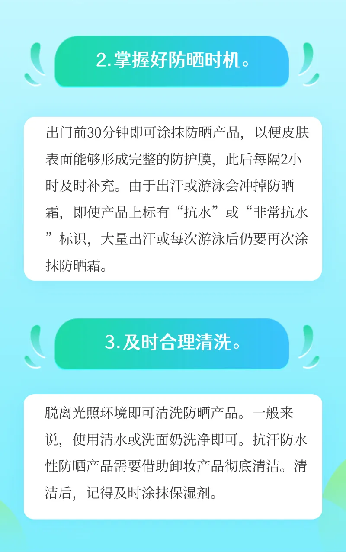 2.掌握好防晒时机。
出门前30分钟即可涂抹防晒产品，以便皮肤
表面能够形成完整的防护膜，此后每隔2小
时及时补充。由于出汗或游泳会冲掉防晒
霜，即使产品上标有“抗水”或“非常抗水
”标识，大量出汗或每次游泳后仍要再次涂
抹防晒霜。
3.及时合理清洗。
脱离光照环境即可清洗防晒产品。一般来
说，使用清水或洗面奶洗净即可。抗汗防水
性防晒产品需要借助卸妆产品彻底清洁。清
洁后，记得及时涂抹保湿剂。